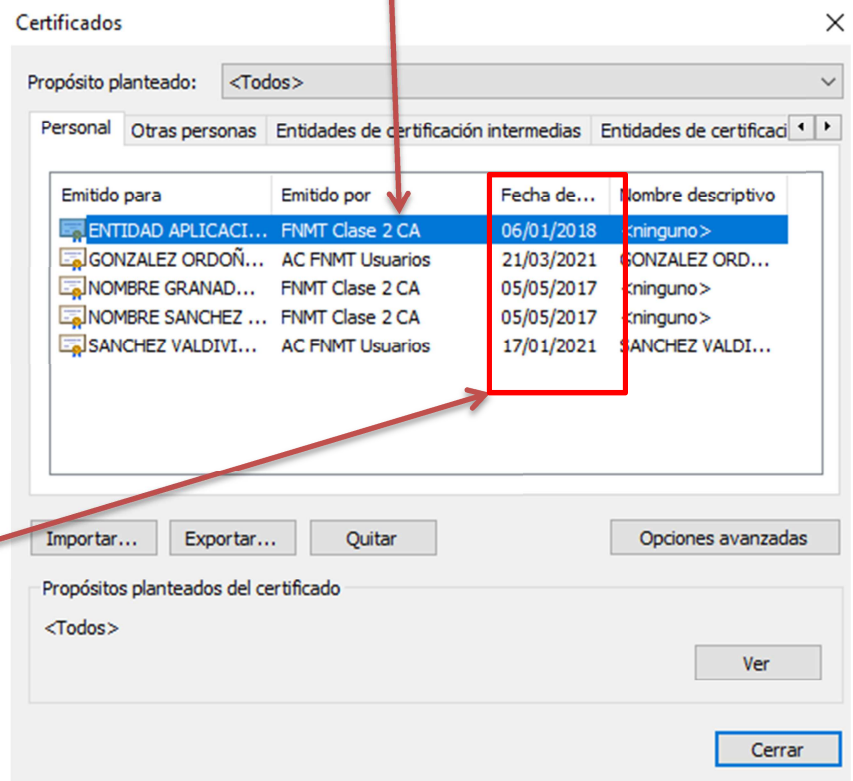 Certificados
Propósito planteado: <Todos>
Personal Otras personas Entidades de certificación intermedias Entidades de certificaci
Emitido para Emitido por Fecha de... Nombre descriptivo
ENTIDAD APLICACI... FNMT Clase 2 CA 06/01/2018 <ninguno>
GONZALEZ ORDOÑ... AC FNMT Usuarios 21/03/2021 GONZALEZ ORD...
NOMBRE GRANAD... FNMT Clase 2 CA 05/05/2017 <ninguno>
NOMBRE SANCHEZ ... FNMT Clase 2 CA 05/05/2017 <ninguno>
SANCHEZ VALDIVI... AC FNMT Usuarios 17/01/2021 SANCHEZ VALDI...
Importar... Exportar... Quitar Opciones avanzadas
Propósitos planteados del certificado
<Todos>
Ver
Cerrar